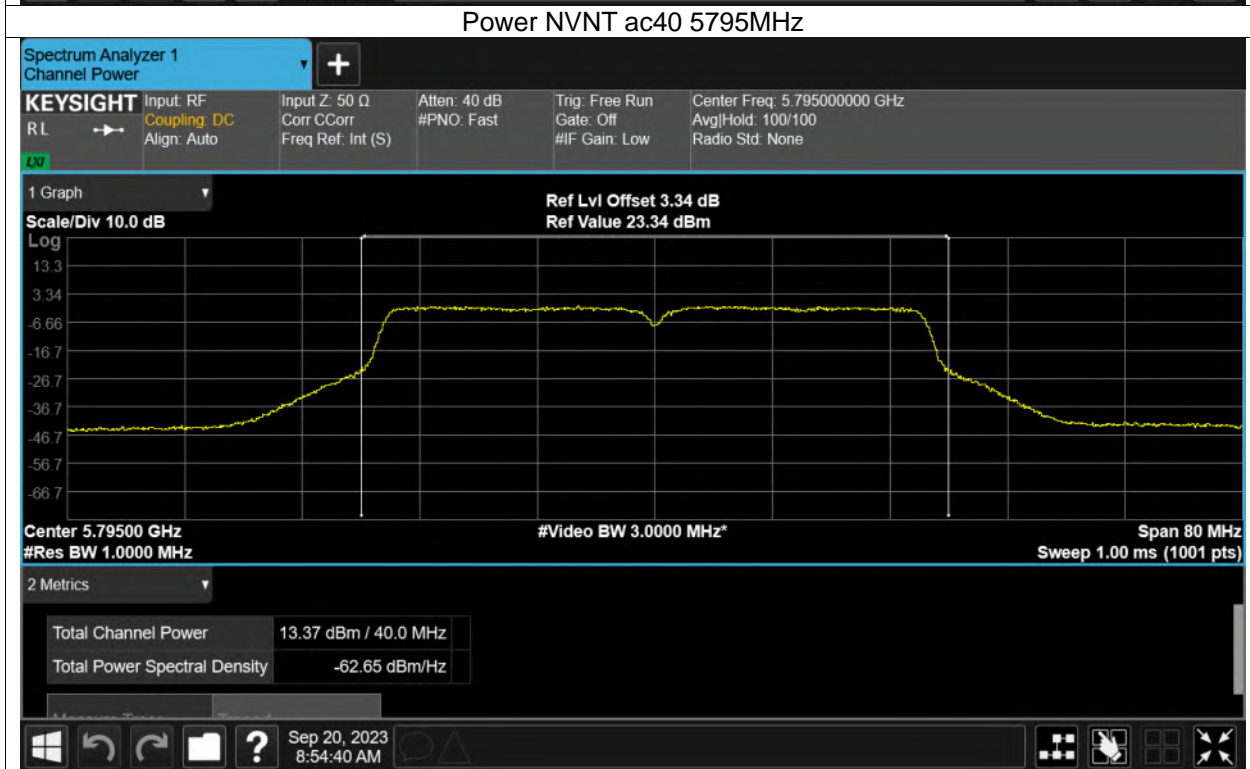 Power NVNT ac40 5795MHz
Spectrum Analyzer 1
Channel Power
KEYSIGHT
RL
LXI
Input: RF
Coupling: DC
Align: Auto
Input Z: 50 Ω
Corr CCorr
Freq Ref: Int (S)
Atten: 40 dB
#PNO: Fast
Trig: Free Run
Gate: Off
#IF Gain: Low
Center Freq: 5.795000000 GHz
Avg|Hold: 100/100
Radio Std: None
1 Graph
Scale/Div 10.0 dB
Ref Lvl Offset 3.34 dB
Ref Value 23.34 dBm
Log
13.3
3.34
-6.66
-16.7
-26.7
-36.7
-46.7
-56.7
-66.7
Center 5.79500 GHz
#Video BW 3.0000 MHz*
Span 80 MHz
#Res BW 1.0000 MHz
Sweep 1.00 ms (1001 pts)
2 Metrics
Total Channel Power 13.37 dBm / 40.0 MHz
Total Power Spectral Density -62.65 dBm/Hz
?
Sep 20, 2023
8:54:40 AM